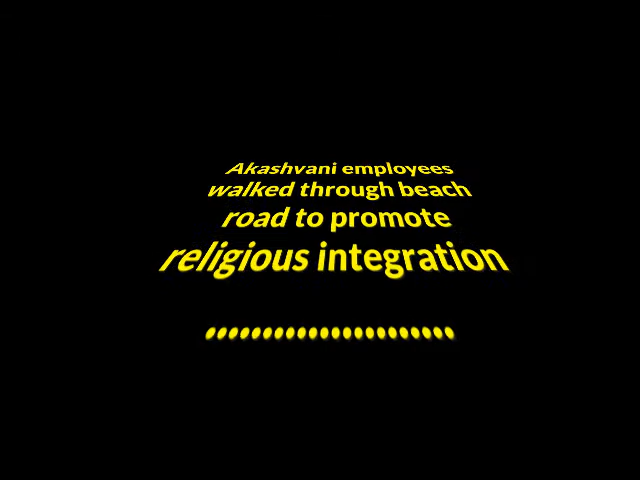 Akashvani employees
walked through beach
road to promote
religious integration
......................